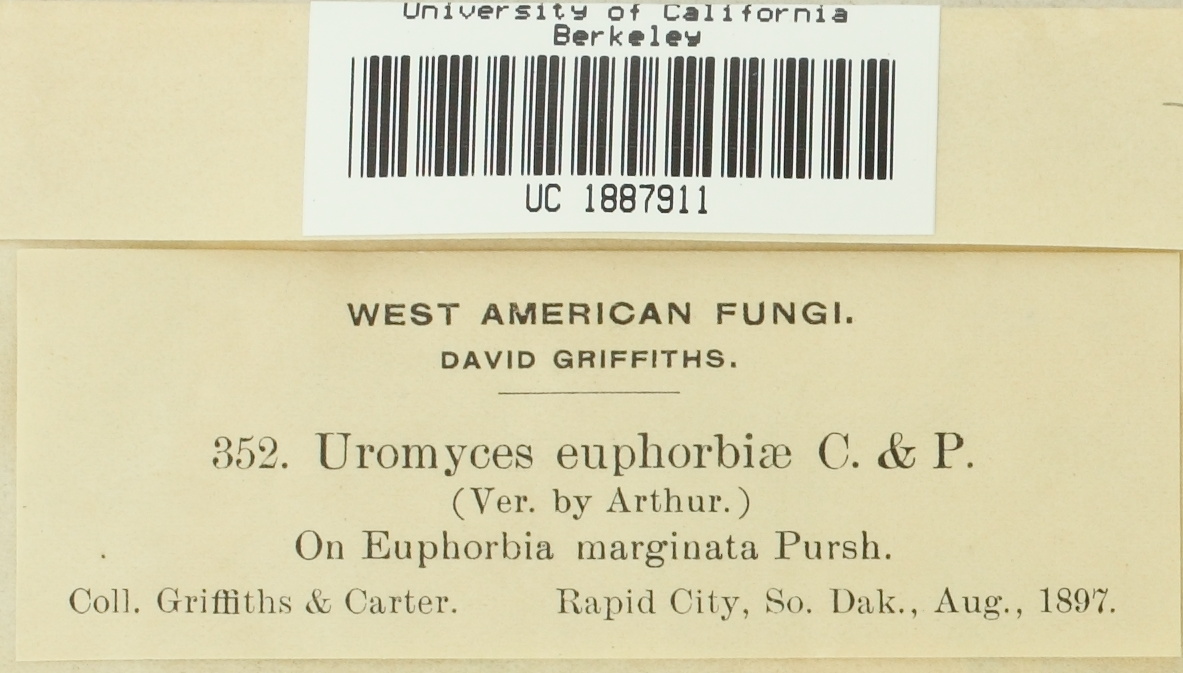 University of California
Berkeley
UC 1887911
WEST AMERICAN FUNGI.
DAVID GRIFFITHS.
352. Uromyces euphorbiæ C. & P.
(Ver. by Arthur.)
On Euphorbia marginata Pursh.
Coll. Griffiths & Carter. Rapid City, So. Dak., Aug., 1897.